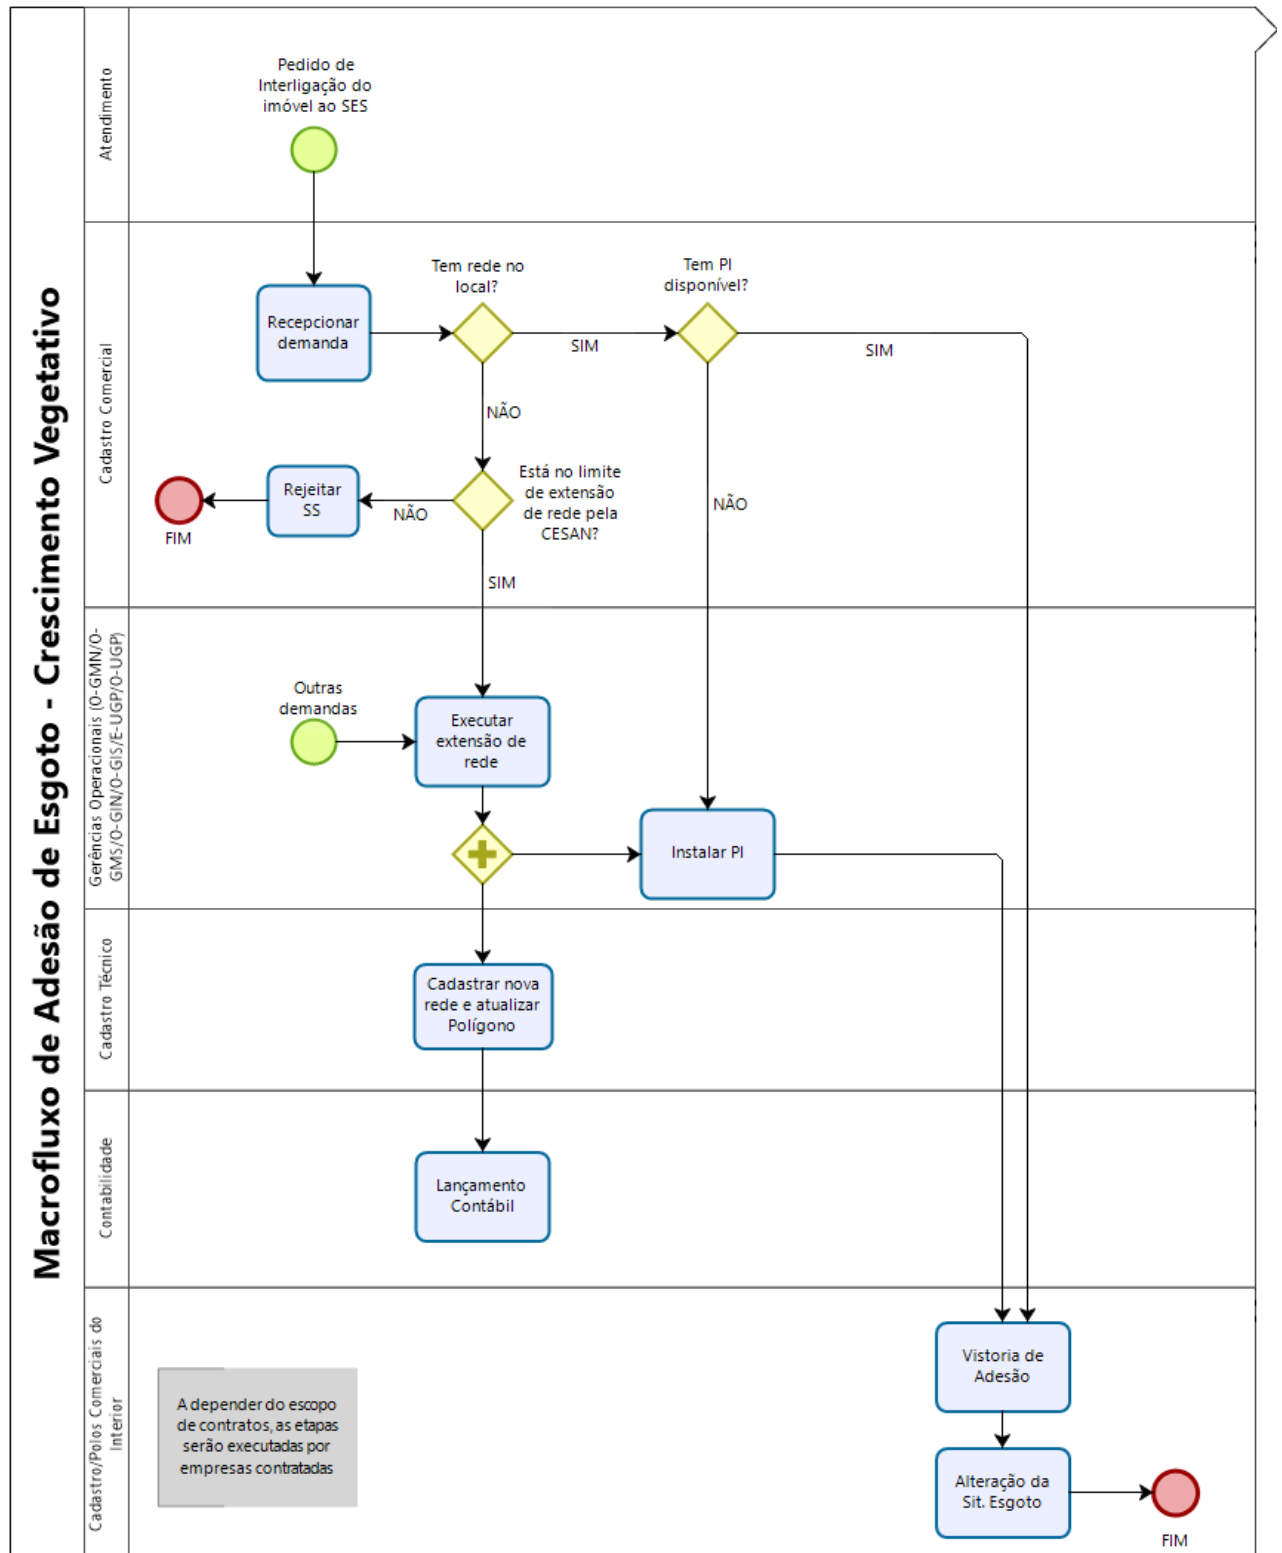 Macrofluxo de Adesão de Esgoto - Crescimento Vegetativo
Atendimento
Pedido de
Interligação do
imóvel ao SES
Cadastro Comercial
Recepcionar
demanda
Tem rede no
local?
SIM
Tem PI
disponível?
SIM
NÃO
Está no limite
de extensão
de rede pela
CESAN?
NÃO
Rejeitar
SS
FIM
NÃO
SIM
Gerências Operacionais (O-GMN/O-
GMS/O-GIN/O-GIS/E-UGP/O-UGP)
Outras
demandas
Executar
extensão de
rede
Instalar PI
Cadastro Técnico
Cadastrar nova
rede e atualizar
Polígono
Contabilidade
Lançamento
Contábil
Cadastro/Polos Comerciais do
Interior
A depender do escopo
de contratos, as etapas
serão executadas por
empresas contratadas
Vistoria de
Adesão
Alteração da
Sit. Esgoto
FIM